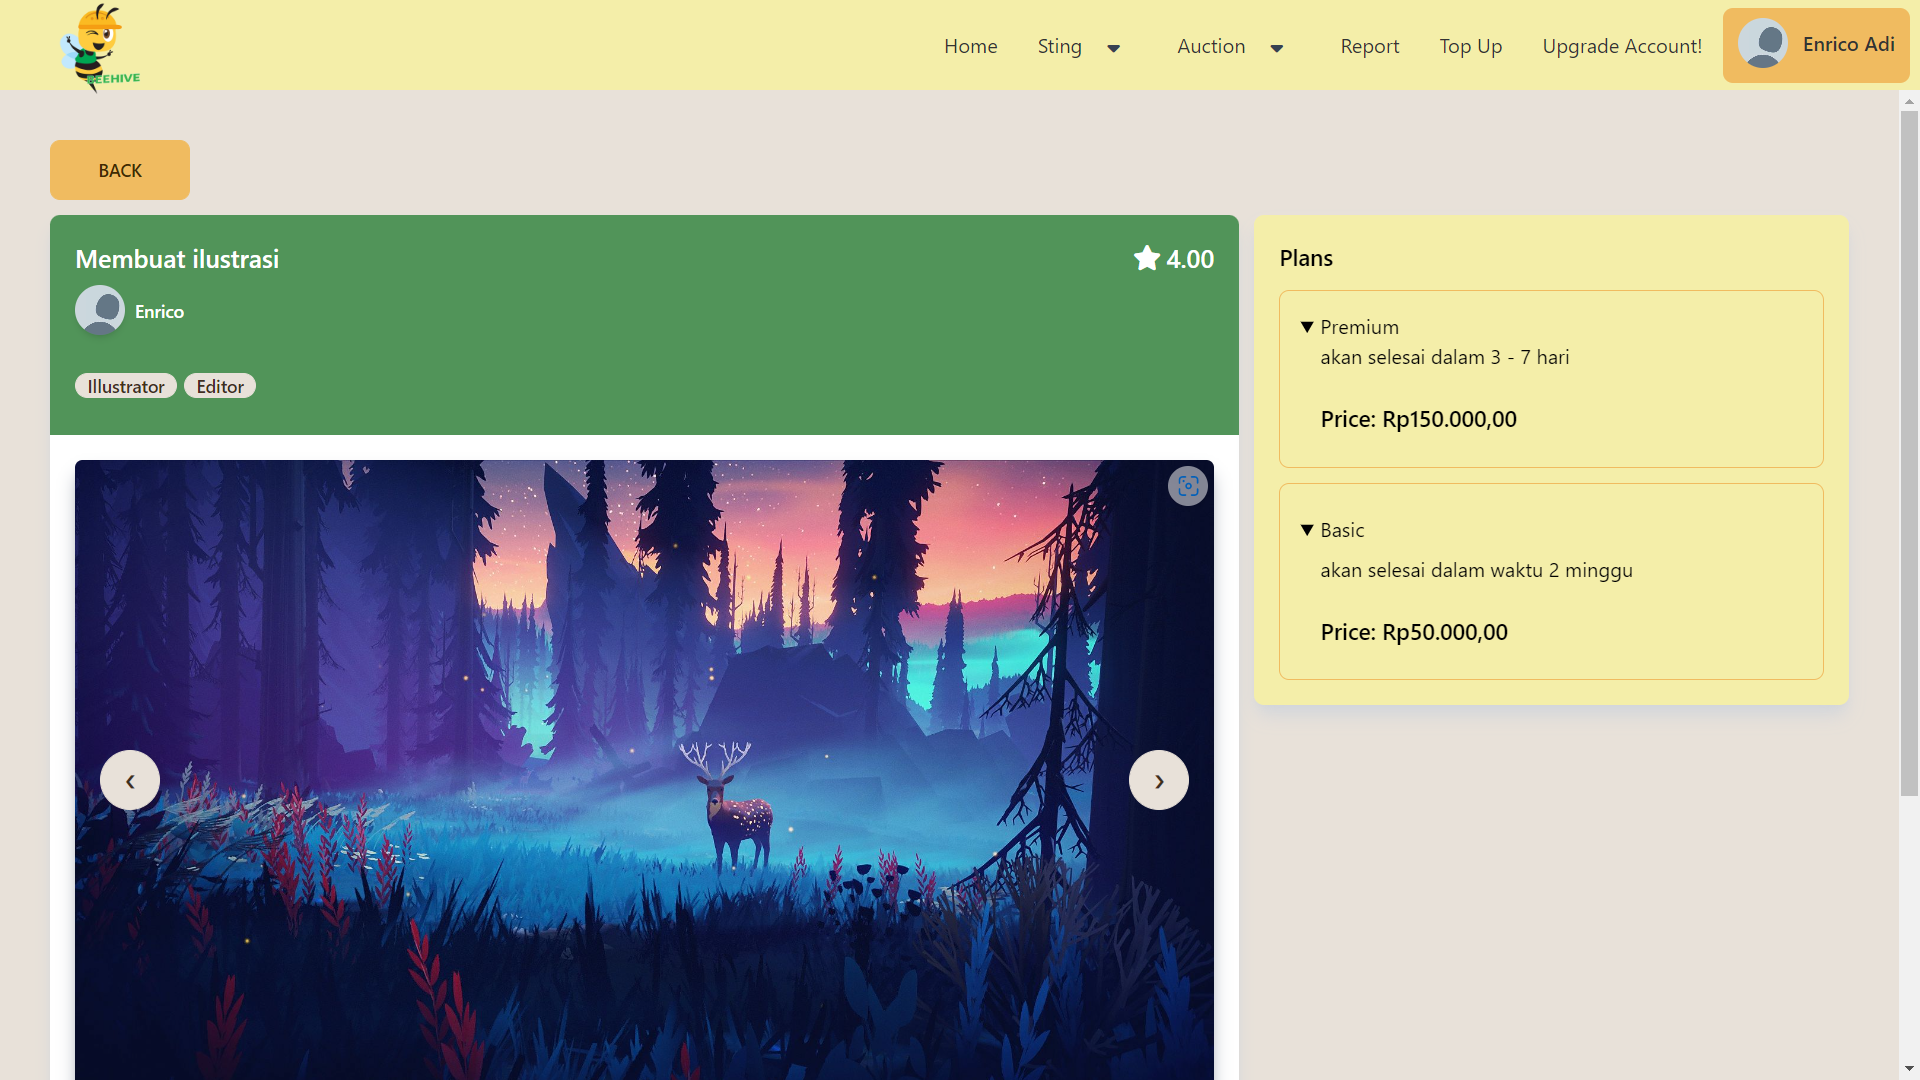 BEEHIVE
Home
Sting
Auction
Report
Top Up
Upgrade Account!
Enrico Adi
BACK
Membuat ilustrasi
4.00
Enrico
Illustrator
Editor
Plans
Premium
akan selesai dalam 3 - 7 hari
Price: Rp150.000,00
Basic
akan selesai dalam waktu 2 minggu
Price: Rp50.000,00